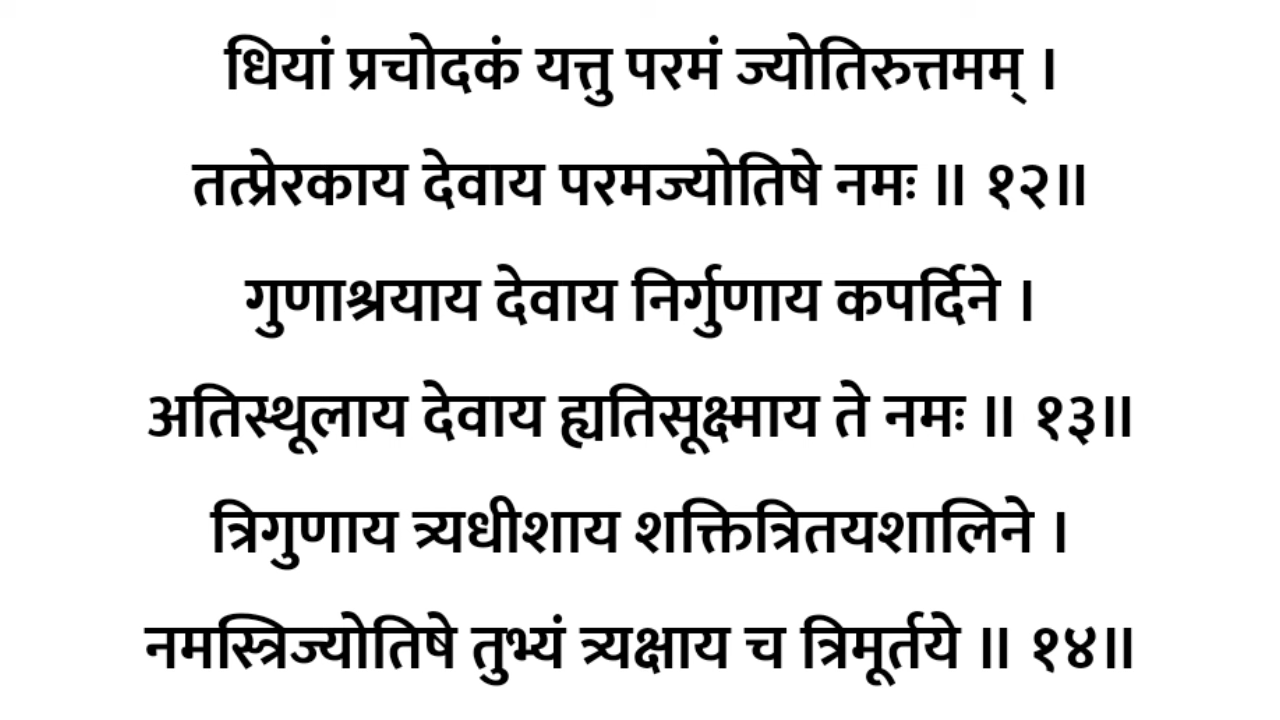 धियां प्रचोदकं यत्तु परमं ज्योतिरुत्तमम् ।
तत्प्रेरकाय देवाय परमज्योतिषे नमः ॥ १२॥
गुणाश्रयाय देवाय निर्गुणाय कपर्दिने ।
अतिस्थूलाय देवाय ह्यतिसूक्ष्माय ते नमः ॥ १३॥
त्रिगुणाय त्र्यधीशाय शक्तित्रितयशालिने ।
नमस्त्रिज्योतिषे तुभ्यं त्र्यक्षाय च त्रिमूर्तये ॥ १४॥